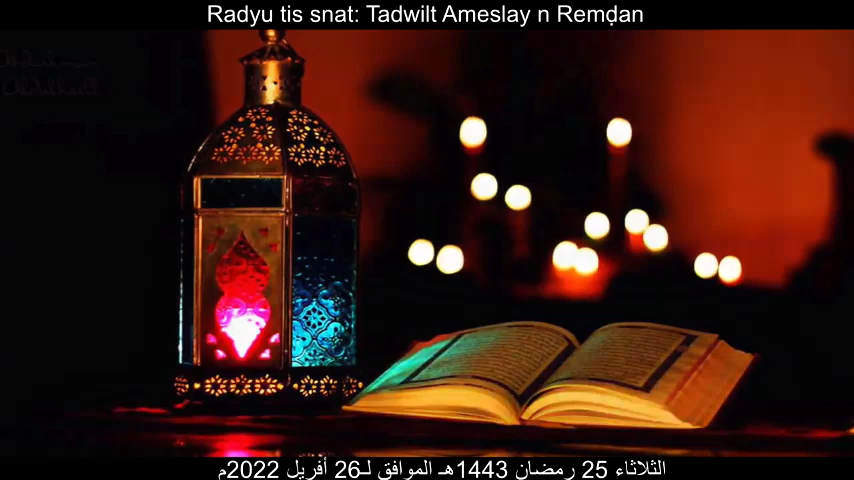 Radyu tis snat: Tadwilt Ameslay n Remḍan
الثلاثاء 25 رمضان 1443هـ الموافق لـ26 أفريل 2022م